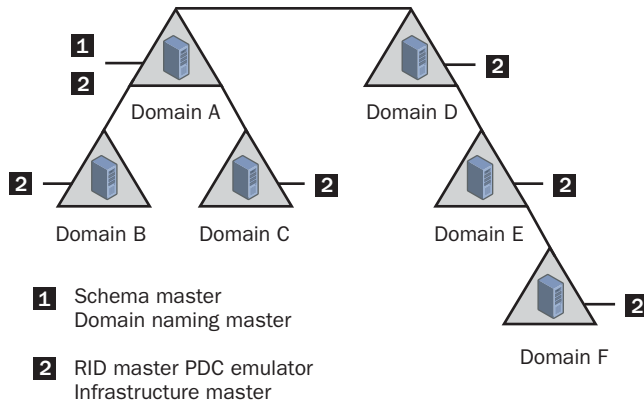 1
2
2
Domain A
Domain D
2
2
2
Domain B
Domain C
Domain E
2
Domain F
1 Schema master
Domain naming master
2 RID master PDC emulator
Infrastructure master